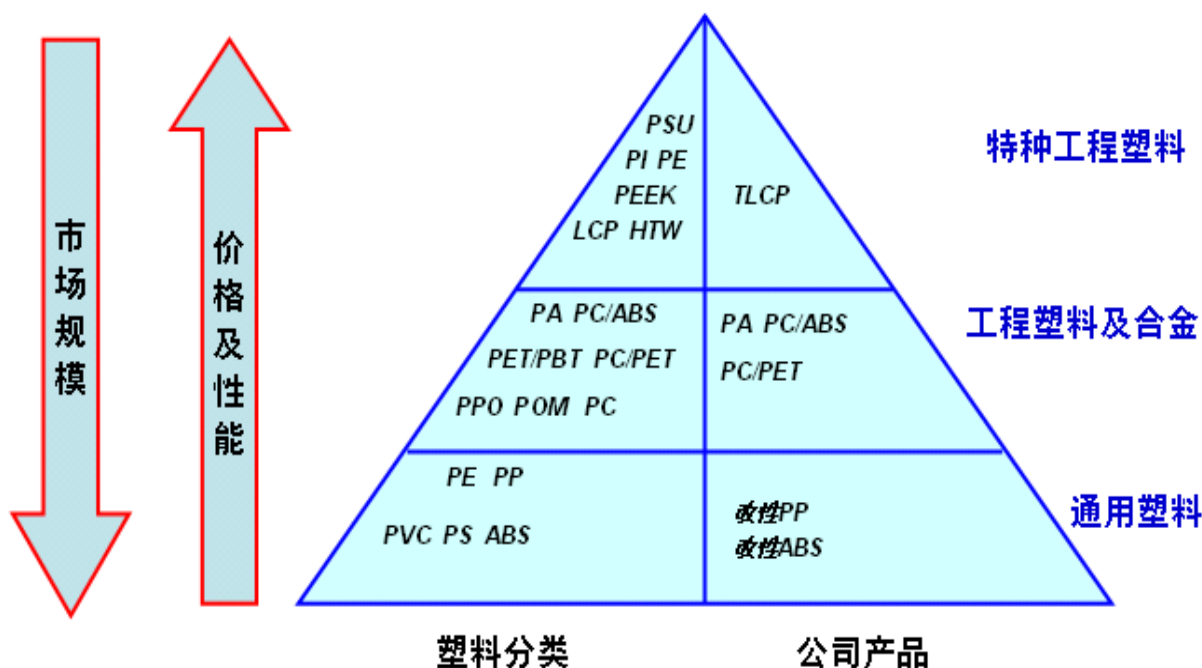 市场规模
价格及性能
PSU
PI PE
PEEK
LCP HTW
TLCP
特种工程塑料
PA PC/ABS
PET/PBT PC/PET
PPO POM PC
PA PC/ABS
PC/PET
工程塑料及合金
PE PP
PVC PS ABS
改性PP
改性ABS
通用塑料
塑料分类
公司产品